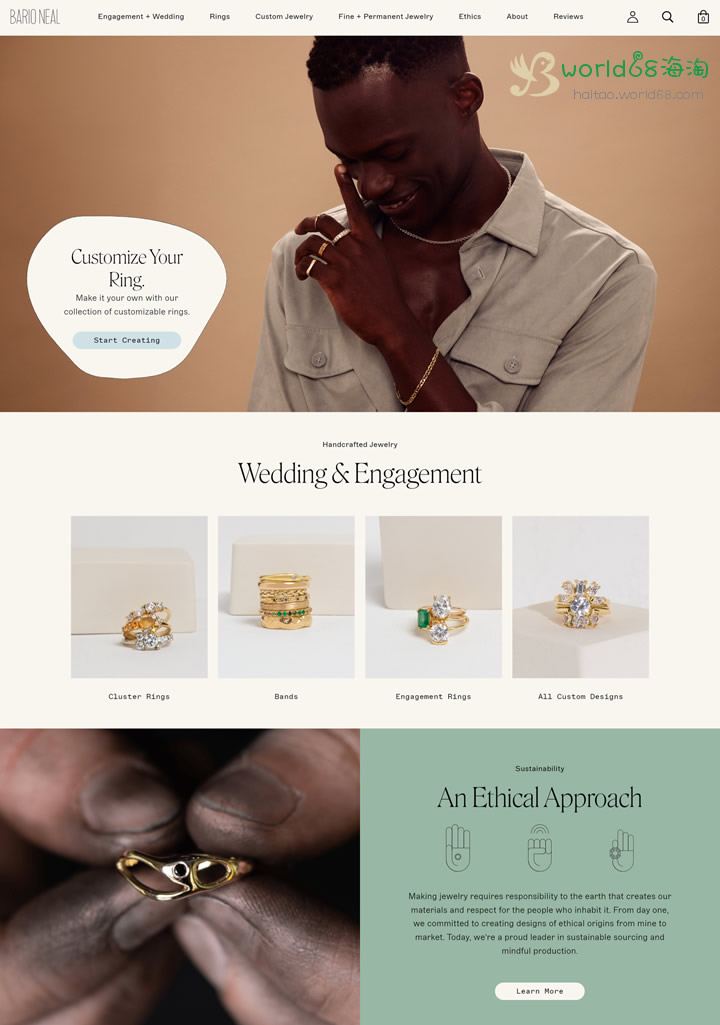 BARIO NEAL
Engagement + Wedding
Rings
Custom Jewelry
Fine + Permanent Jewelry
Ethics
About
Reviews
0
world68海淘
haitao.world68.com
Customize Your
Ring.
Make it your own with our
collection of customizable rings.
Start Creating
Handcrafted Jewelry
Wedding & Engagement
Cluster Rings
Bands
Engagement Rings
All Custom Designs
Sustainability
An Ethical Approach
Making jewelry requires responsibility to the earth that creates our
materials and respect for the people who inhabit it. From day one,
we committed to creating designs of ethical origins from mine to
market. Today, we're a proud leader in sustainable sourcing and
mindful production.
Learn More